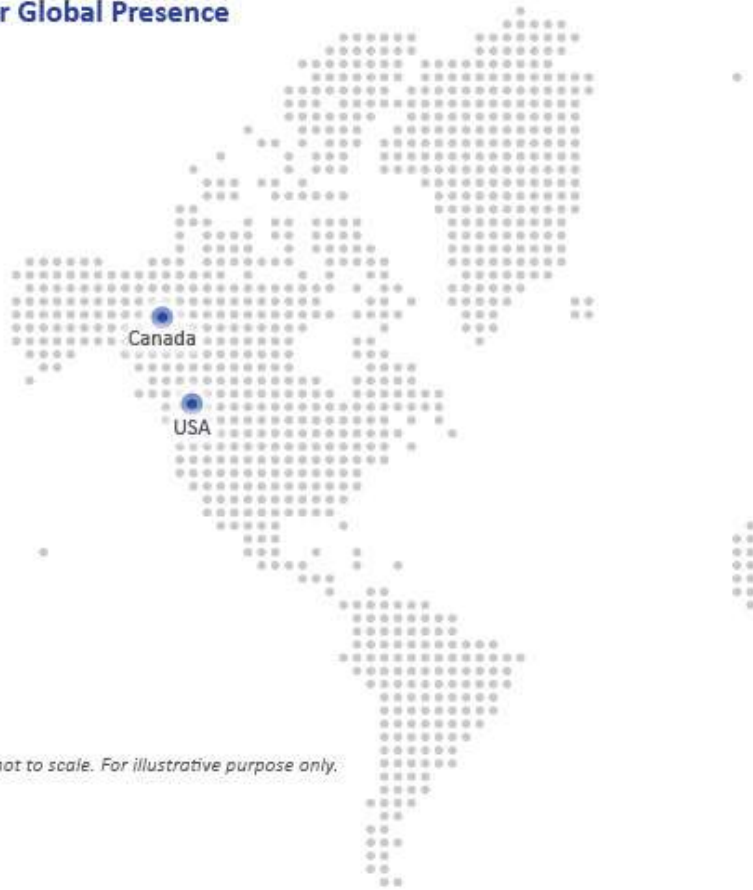 r Global Presence
Canada
USA
not to scale. For illustrative purpose only.